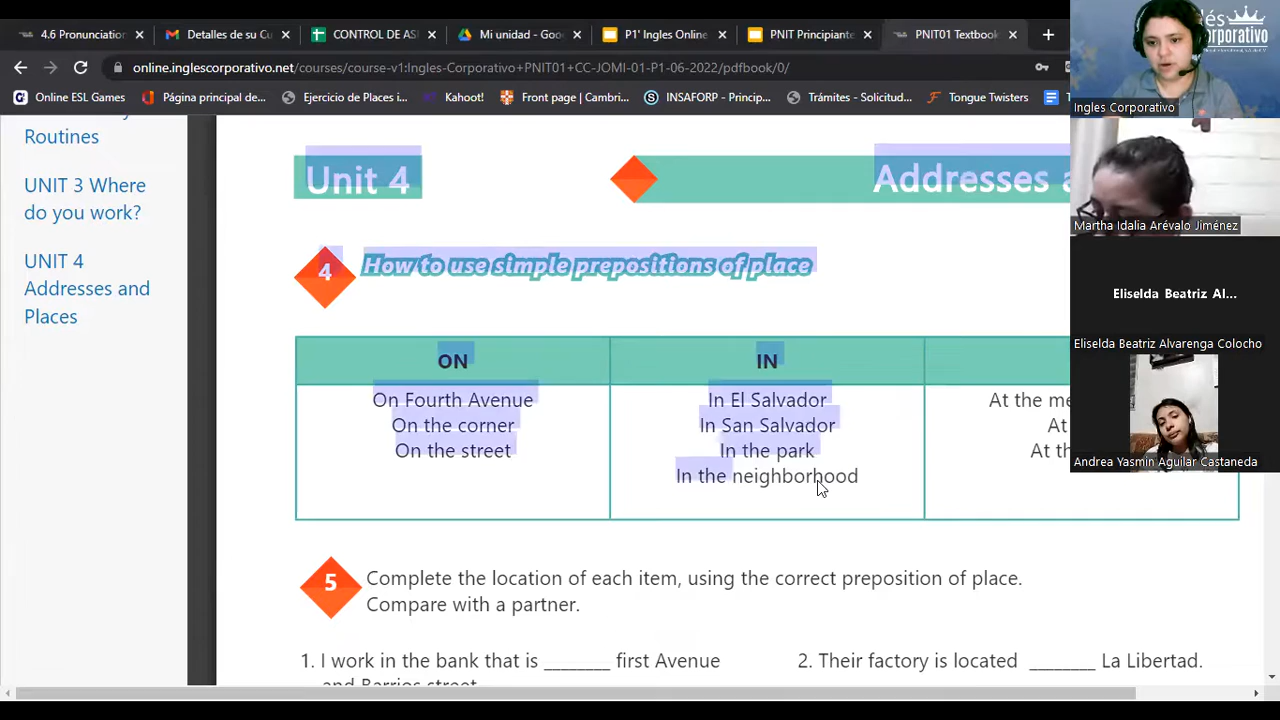 4.6 Pronunciation
Detalles de su Cu
CONTROL DE AS
Mi unidad - Goo
P1' Ingles Online
PNIT Principiante
PNIT01 Textbook
online.inglescorporativo.net/courses/course-v1:Ingles-Corporativo+PNIT01+CC-JOMI-01-P1-06-2022/pdfbook/0/
Online ESL Games
Página principal de...
Ejercicio de Places i...
Kahoot!
Front page | Cambri...
INSAFORP - Princip...
Trámites - Solicitud...
Tongue Twisters
Ingles Corporativo
Martha Idalia Arévalo Jiménez
Eliselda Beatriz Al...
Eliselda Beatriz Alvarenga Colocho
Andrea Yasmin Aguilar Castaneda
Routines
UNIT 3 Where
do you work?
UNIT 4
Addresses and
Places
Unit 4
Addresses a
4
How to use simple prepositions of place
ON
On Fourth Avenue
On the corner
On the street
IN
In El Salvador
In San Salvador
In the park
In the neighborhood
At the me
At
At th
5
Complete the location of each item, using the correct preposition of place.
Compare with a partner.
1. I work in the bank that is ________ first Avenue
and Barrios street
2. Their factory is located ________ La Libertad.